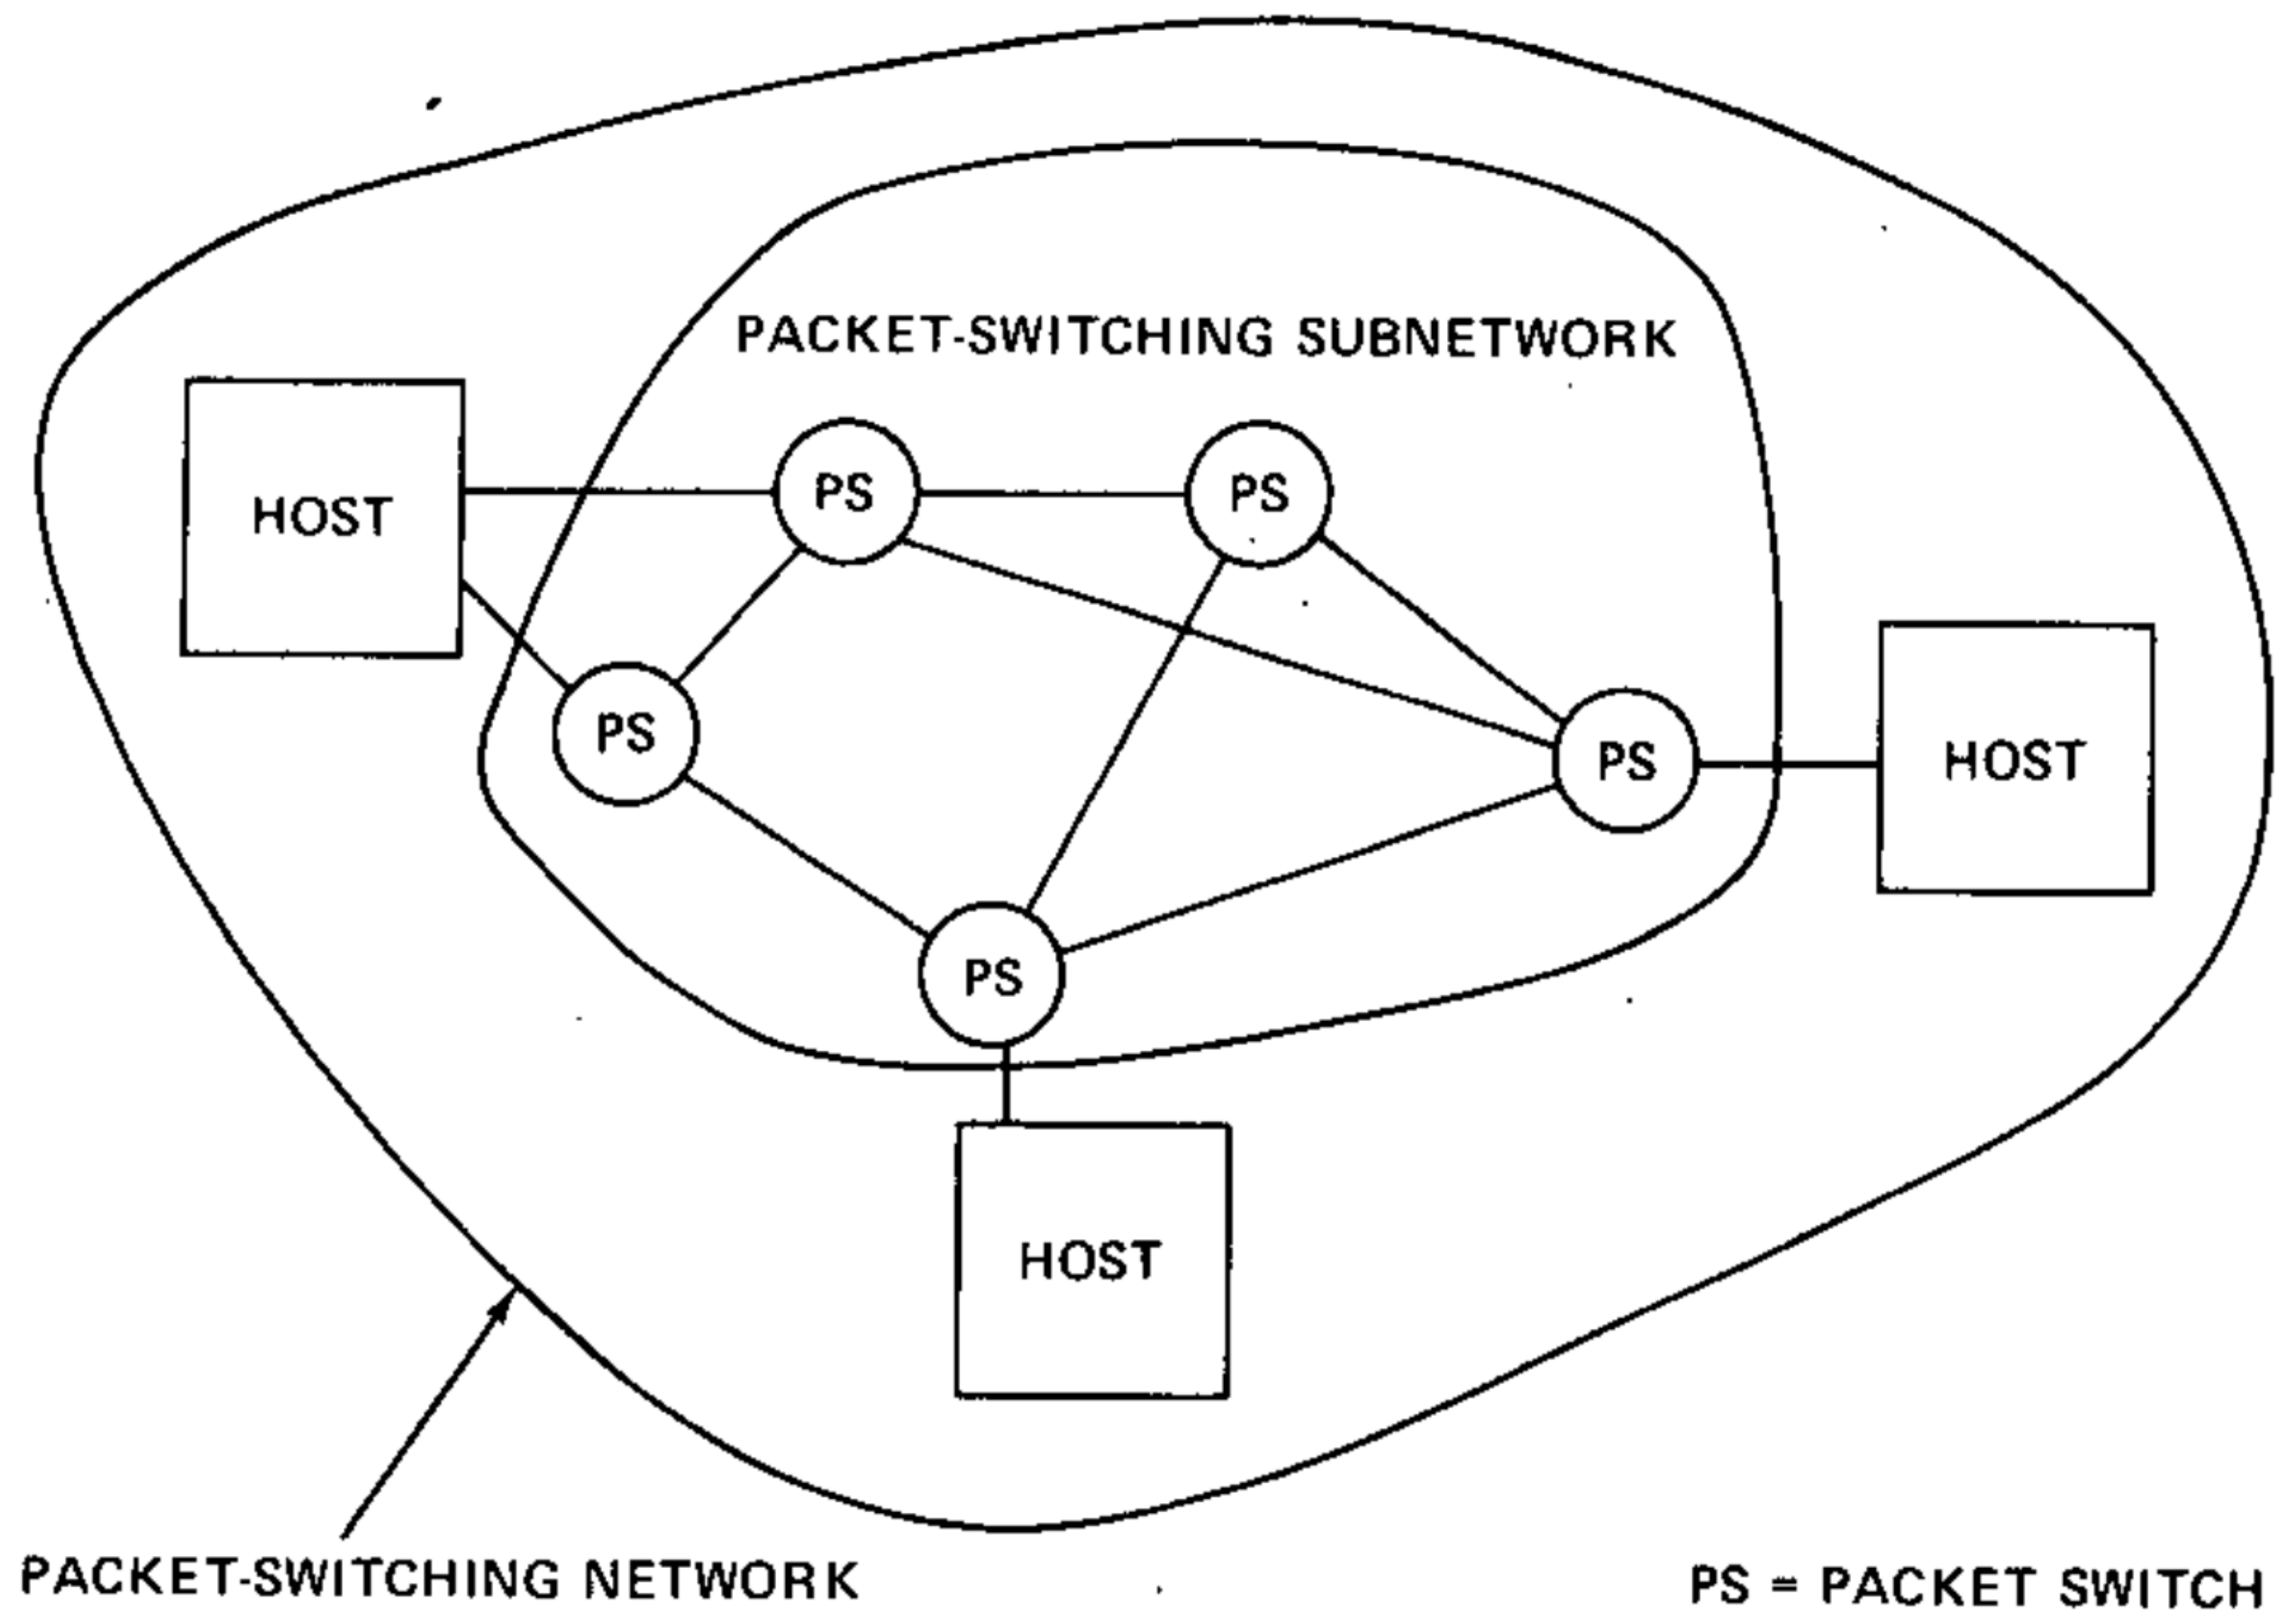 PACKET-SWITCHING SUBNETWORK
HOST
PS
PS
PS
PS
HOST
PS
HOST
PACKET-SWITCHING NETWORK
PS = PACKET SWITCH